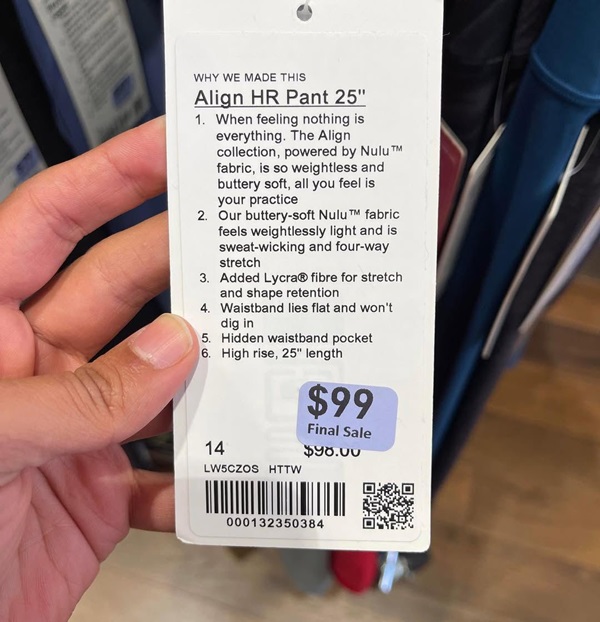 WHY WE MADE THIS
Align HR Pant 25"
1. When feeling nothing is
everything. The Align
collection, powered by Nulu™
fabric, is so weightless and
buttery soft, all you feel is
your practice
2. Our buttery-soft Nulu™ fabric
feels weightlessly light and is
sweat-wicking and four-way
stretch
3. Added Lycra® fibre for stretch
and shape retention
4. Waistband lies flat and won't
dig in
5. Hidden waistband pocket
6. High rise, 25" length
$99
Final Sale
14 $98.00
LW5CZOS HTTW
000132350384